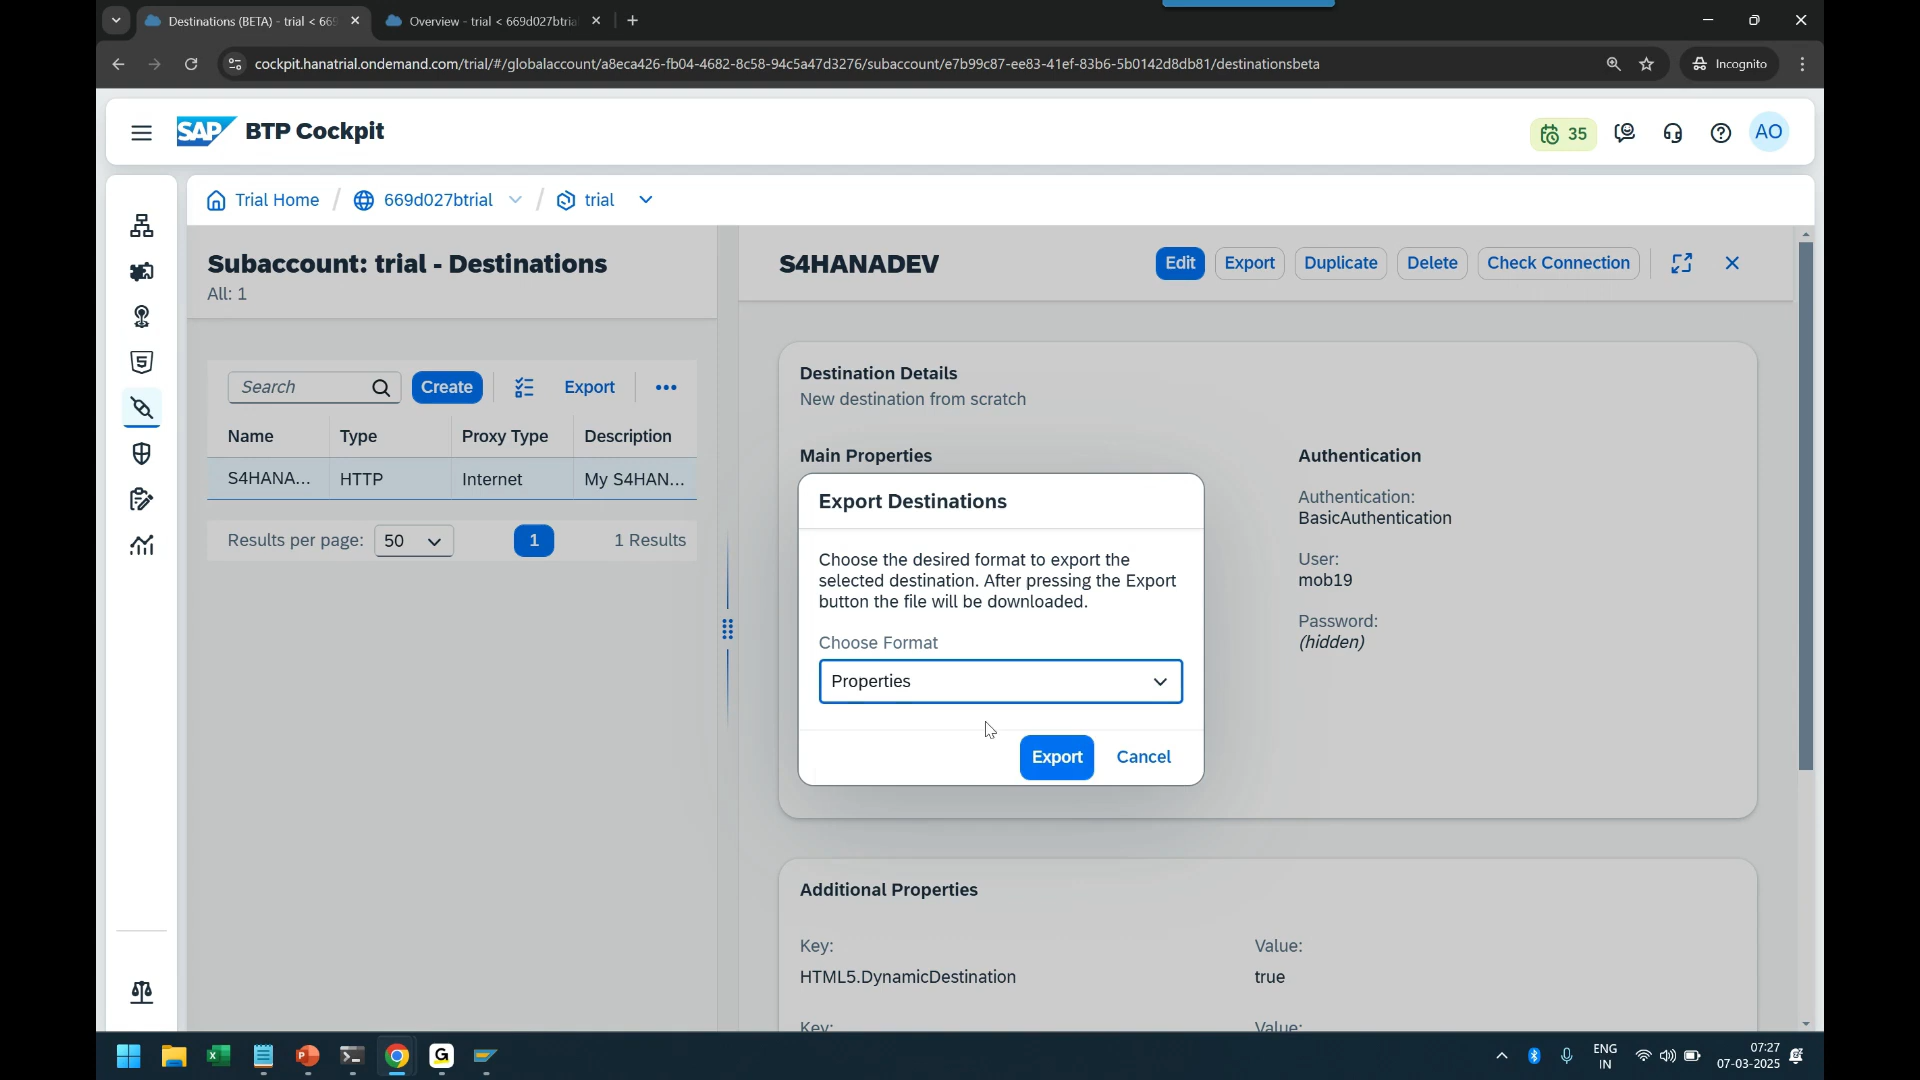 Destinations (BETA) - trial < 669
Overview - trial < 669d027btrial
cockpit.hanatrial.ondemand.com/trial/#/globalaccount/a8eca426-fb04-4682-8c58-94c5a47d3276/subaccount/e7b99c87-ee83-41ef-83b6-5b0142d8db81/destinationsbeta
Incognito
SAP BTP Cockpit
35
AO
Trial Home / 669d027btrial / trial
Subaccount: trial - Destinations
All: 1
Search
Create
Export
Name Type Proxy Type Description
S4HANA... HTTP Internet My S4HAN...
Results per page: 50 1 1 Results
S4HANADEV
Edit Export Duplicate Delete Check Connection
Destination Details
New destination from scratch
Main Properties
Authentication
Authentication:
BasicAuthentication
User:
mob19
Password:
(hidden)
Export Destinations
Choose the desired format to export the
selected destination. After pressing the Export
button the file will be downloaded.
Choose Format
Properties
Export Cancel
Additional Properties
Key: Value:
HTML5.DynamicDestination true
Key: Value:
ENG
IN
07:27
07-03-2025